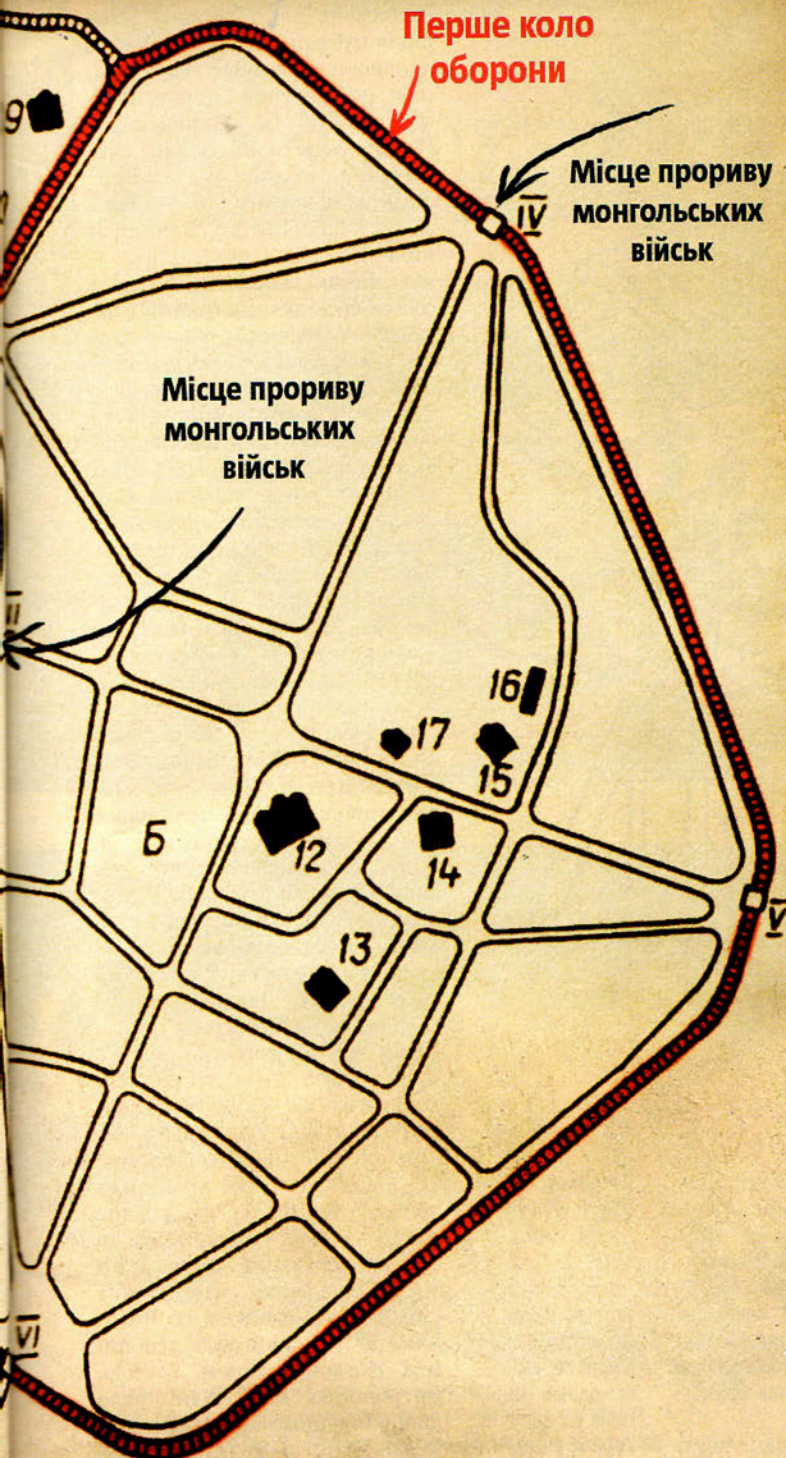 Перше коло
оборони
9
IV
Місце прориву
монгольських
військ
Місце прориву
монгольських
військ
II
16
17
15
Б
12
14
13
V
VI